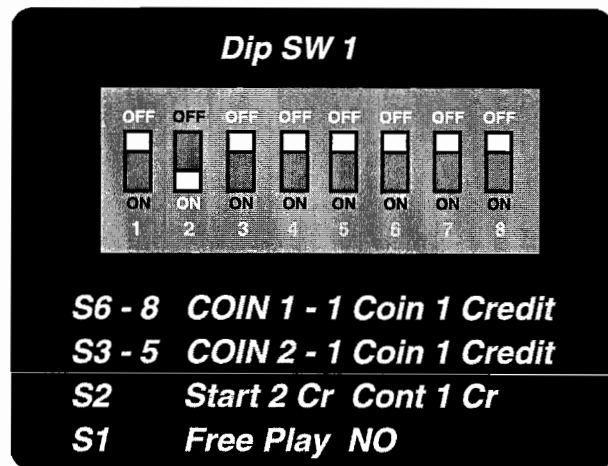 Dip SW 1
OFF OFF OFF OFF OFF OFF OFF OFF
ON ON ON ON ON ON ON ON
1 2 3 4 5 6 7 8
S6 - 8 COIN 1 - 1 Coin 1 Credit
S3 - 5 COIN 2 - 1 Coin 1 Credit
S2 Start 2 Cr Cont 1 Cr
S1 Free Play NO